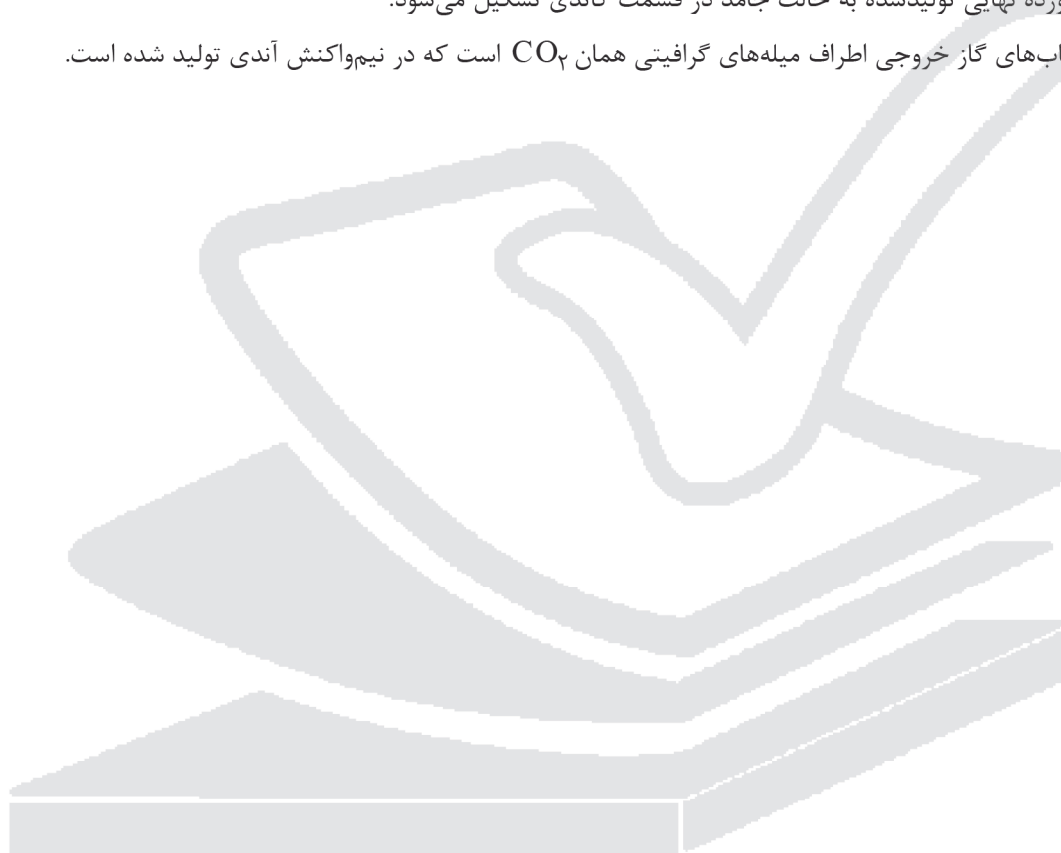 نهایی تولیدشده به حالت جامد در قسمت کاتدی تشکیل می‌شود.
گاز خروجی اطراف میله‌های گرافیتی همان CO₂ است که در نیم‌واکنش آندی تولید شده است.